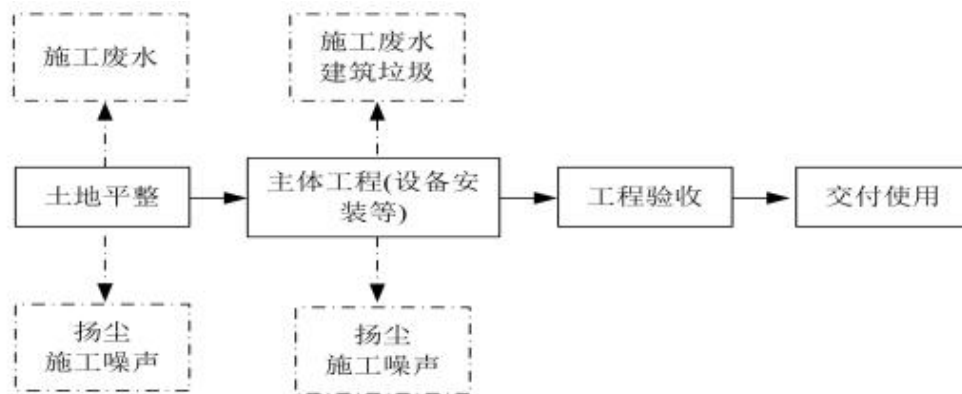 施工废水
施工废水
建筑垃圾
土地平整
主体工程(设备安
装等)
工程验收
交付使用
扬尘
施工噪声
扬尘
施工噪声